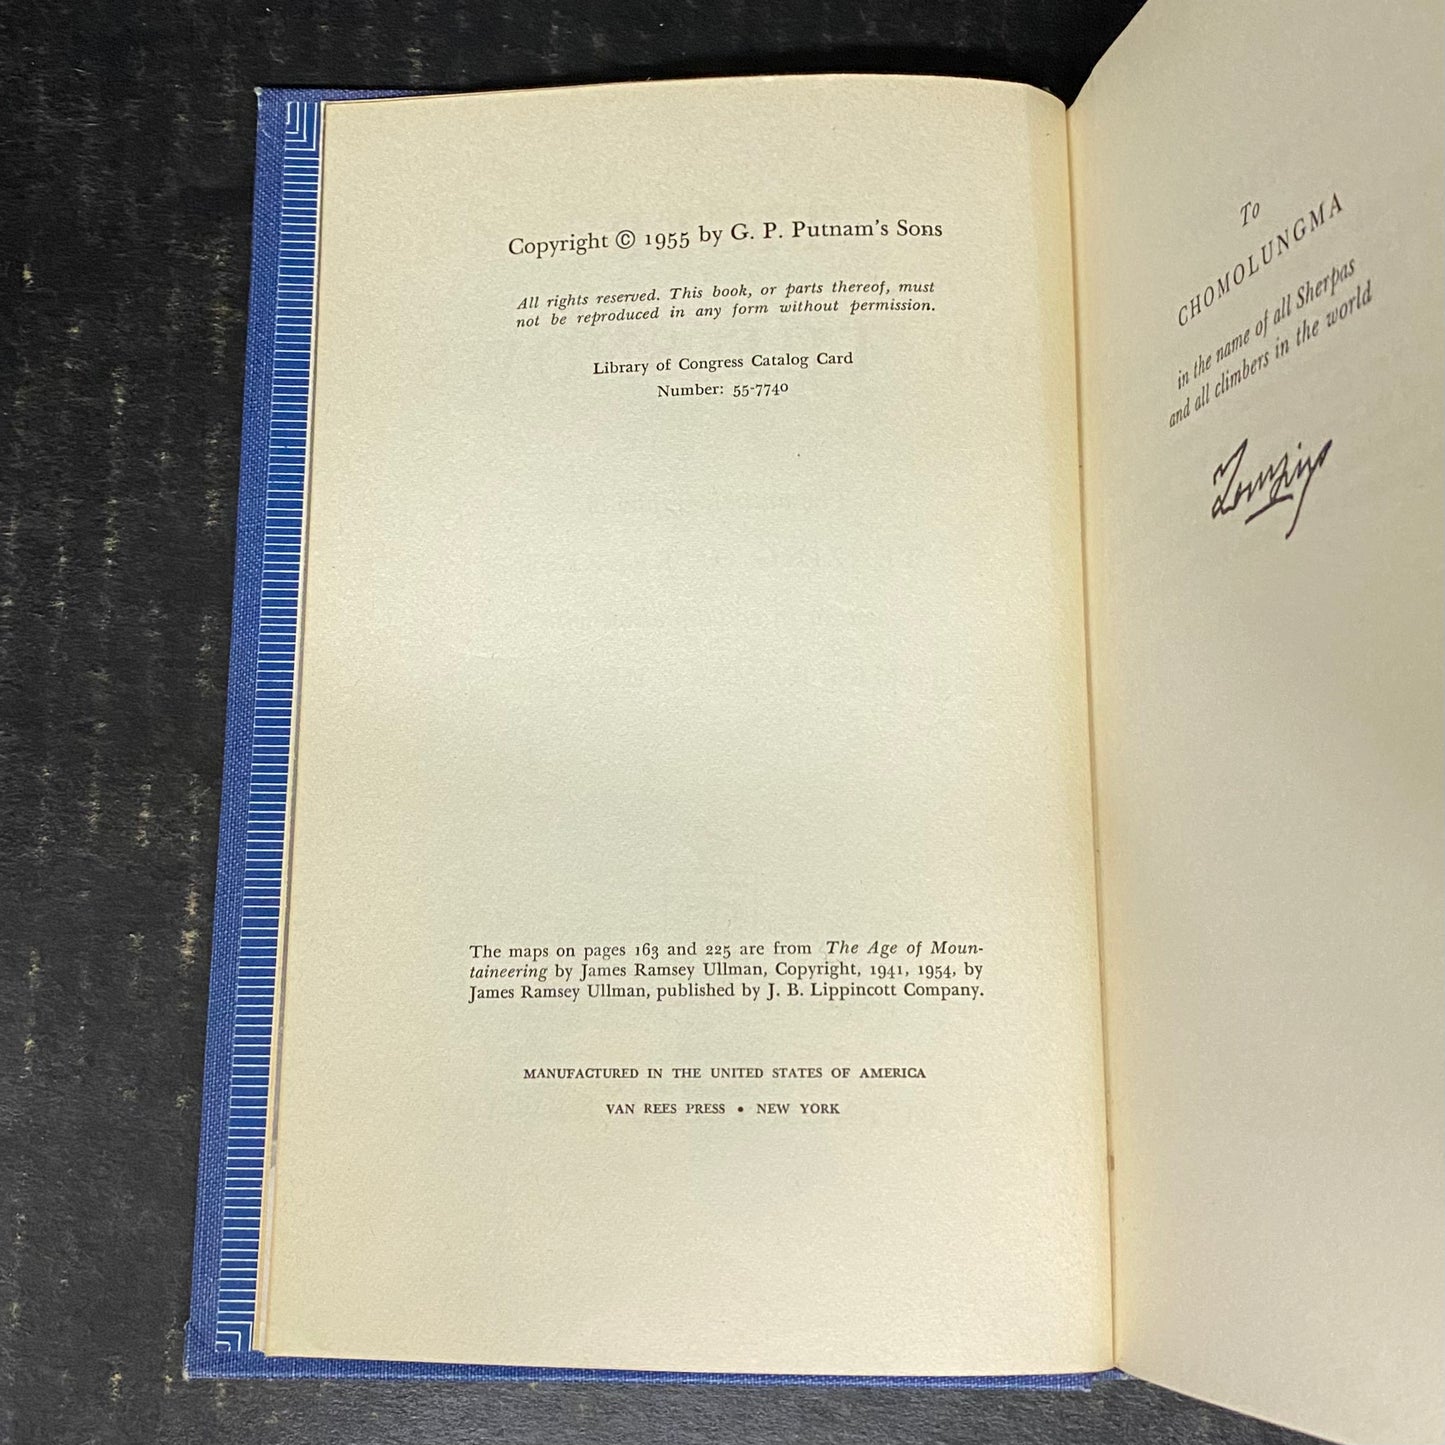 Copyright © 1955 by G. P. Putnam's Sons
All rights reserved. This book, or parts thereof, must
not be reproduced in any form without permission.
Library of Congress Catalog Card
Number: 55-7740
The maps on pages 163 and 225 are from The Age of Moun-
taineering by James Ramsey Ullman, Copyright, 1941, 1954, by
James Ramsey Ullman, published by J. B. Lippincott Company.
MANUFACTURED IN THE UNITED STATES OF AMERICA
VAN REES PRESS • NEW YORK
To
CHOMOLUNGMA
in the name of all Sherpas
and all climbers in the world